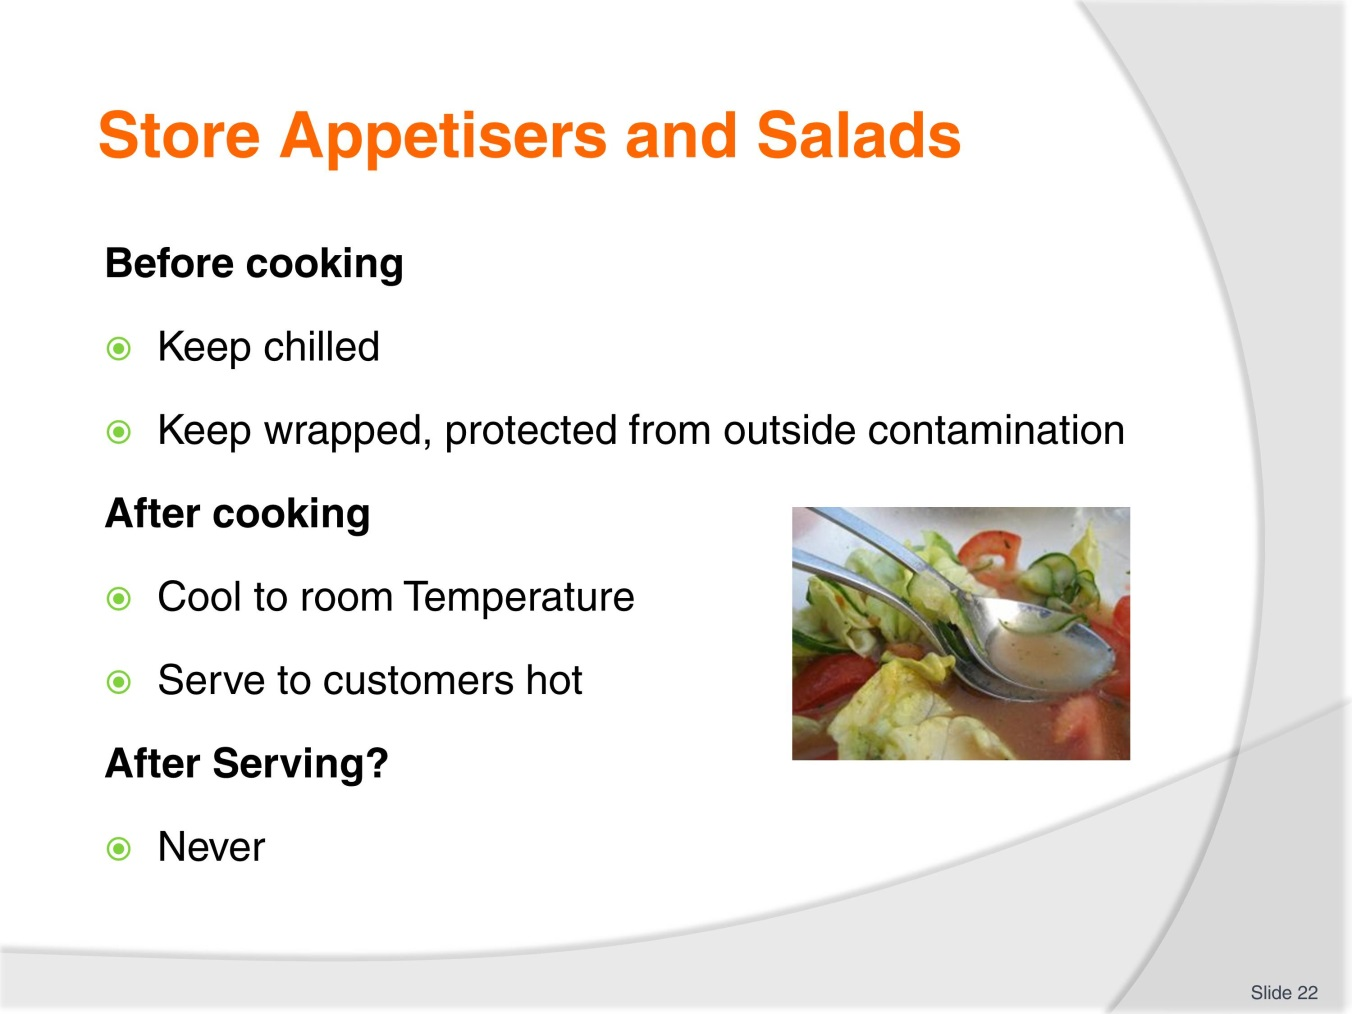 Store Appetisers and Salads
Before cooking
Keep chilled
Keep wrapped, protected from outside contamination
After cooking
Cool to room Temperature
Serve to customers hot
After Serving?
Never
Slide 22